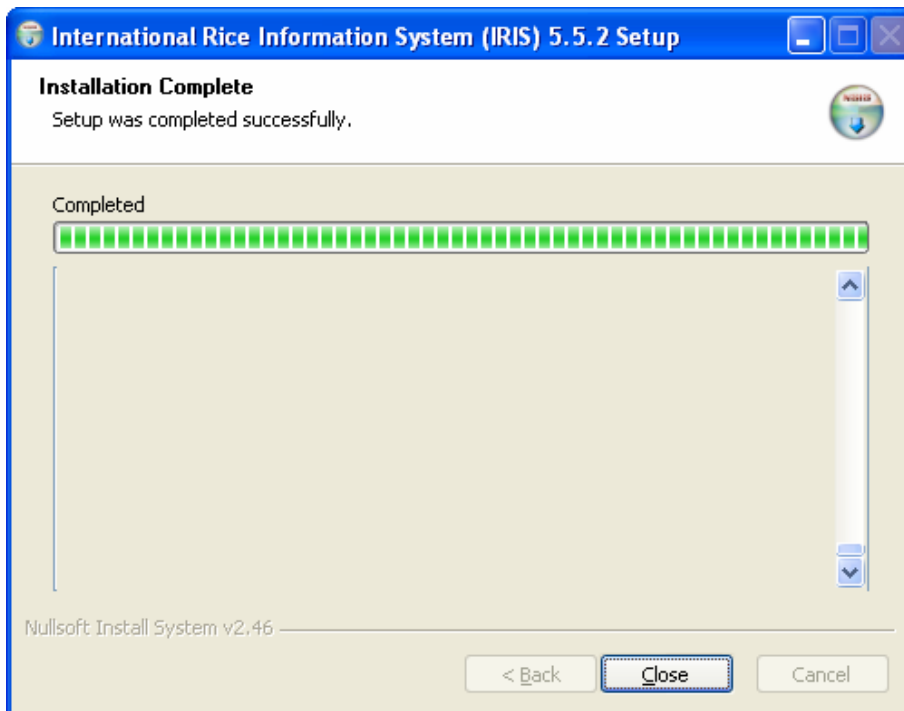 International Rice Information System (IRIS) 5.5.2 Setup
Installation Complete
Setup was completed successfully.
Completed
Nullsoft Install System v2.46
< Back
Close
Cancel